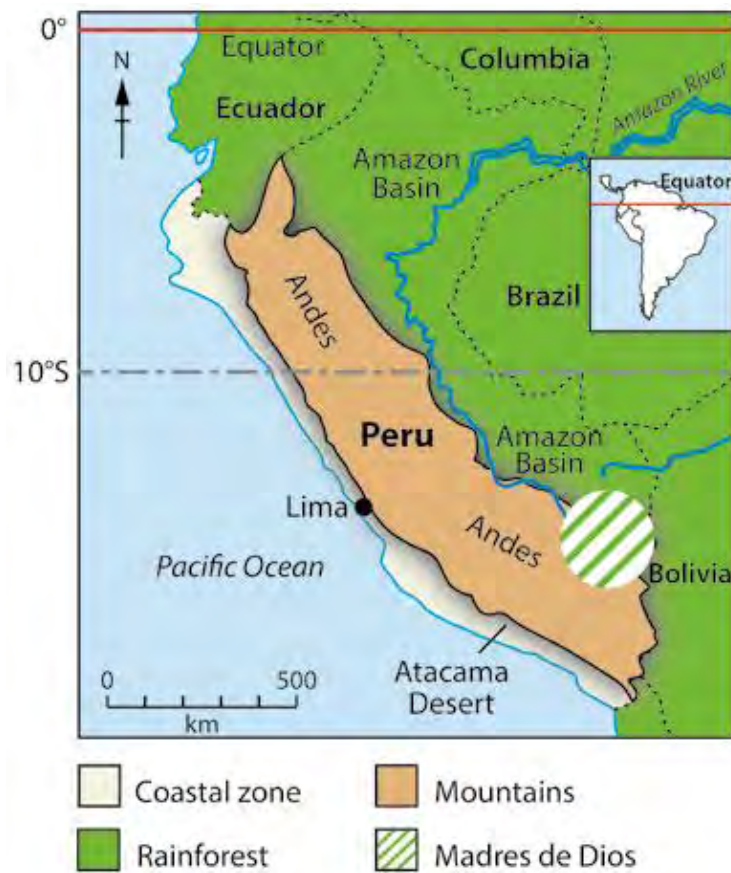 0°
Equator
N
Columbia
Ecuador
Amazon River
Amazon
Basin
Equator
Brazil
Andes
10°S
Peru
Amazon
Basin
Lima
Andes
Pacific Ocean
Bolivia
0 500
km
Atacama
Desert
Coastal zone
Mountains
Rainforest
Madres de Dios